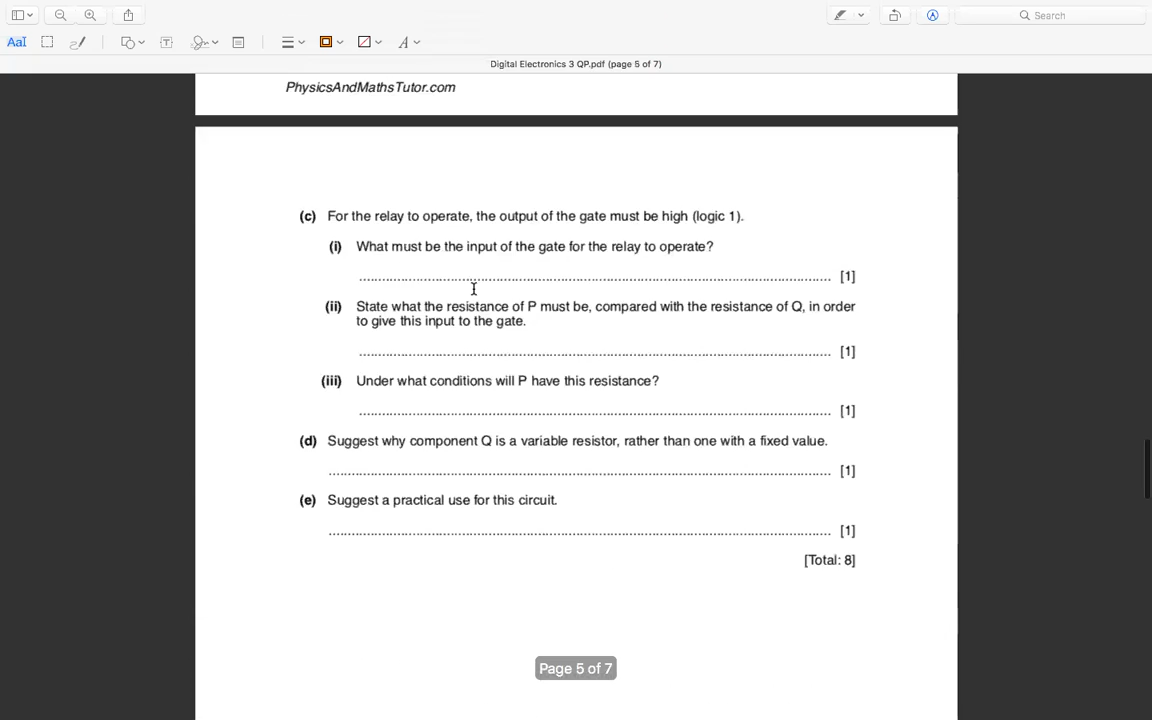 Search
AaI
Digital Electronics 3 QP.pdf (page 5 of 7)
PhysicsAndMathsTutor.com
(c) For the relay to operate, the output of the gate must be high (logic 1).
(i) What must be the input of the gate for the relay to operate?
.......................................................................................................... [1]
(ii) State what the resistance of P must be, compared with the resistance of Q, in order
to give this input to the gate.
.......................................................................................................... [1]
(iii) Under what conditions will P have this resistance?
.......................................................................................................... [1]
(d) Suggest why component Q is a variable resistor, rather than one with a fixed value.
................................................................................................................. [1]
(e) Suggest a practical use for this circuit.
................................................................................................................. [1]
[Total: 8]
Page 5 of 7